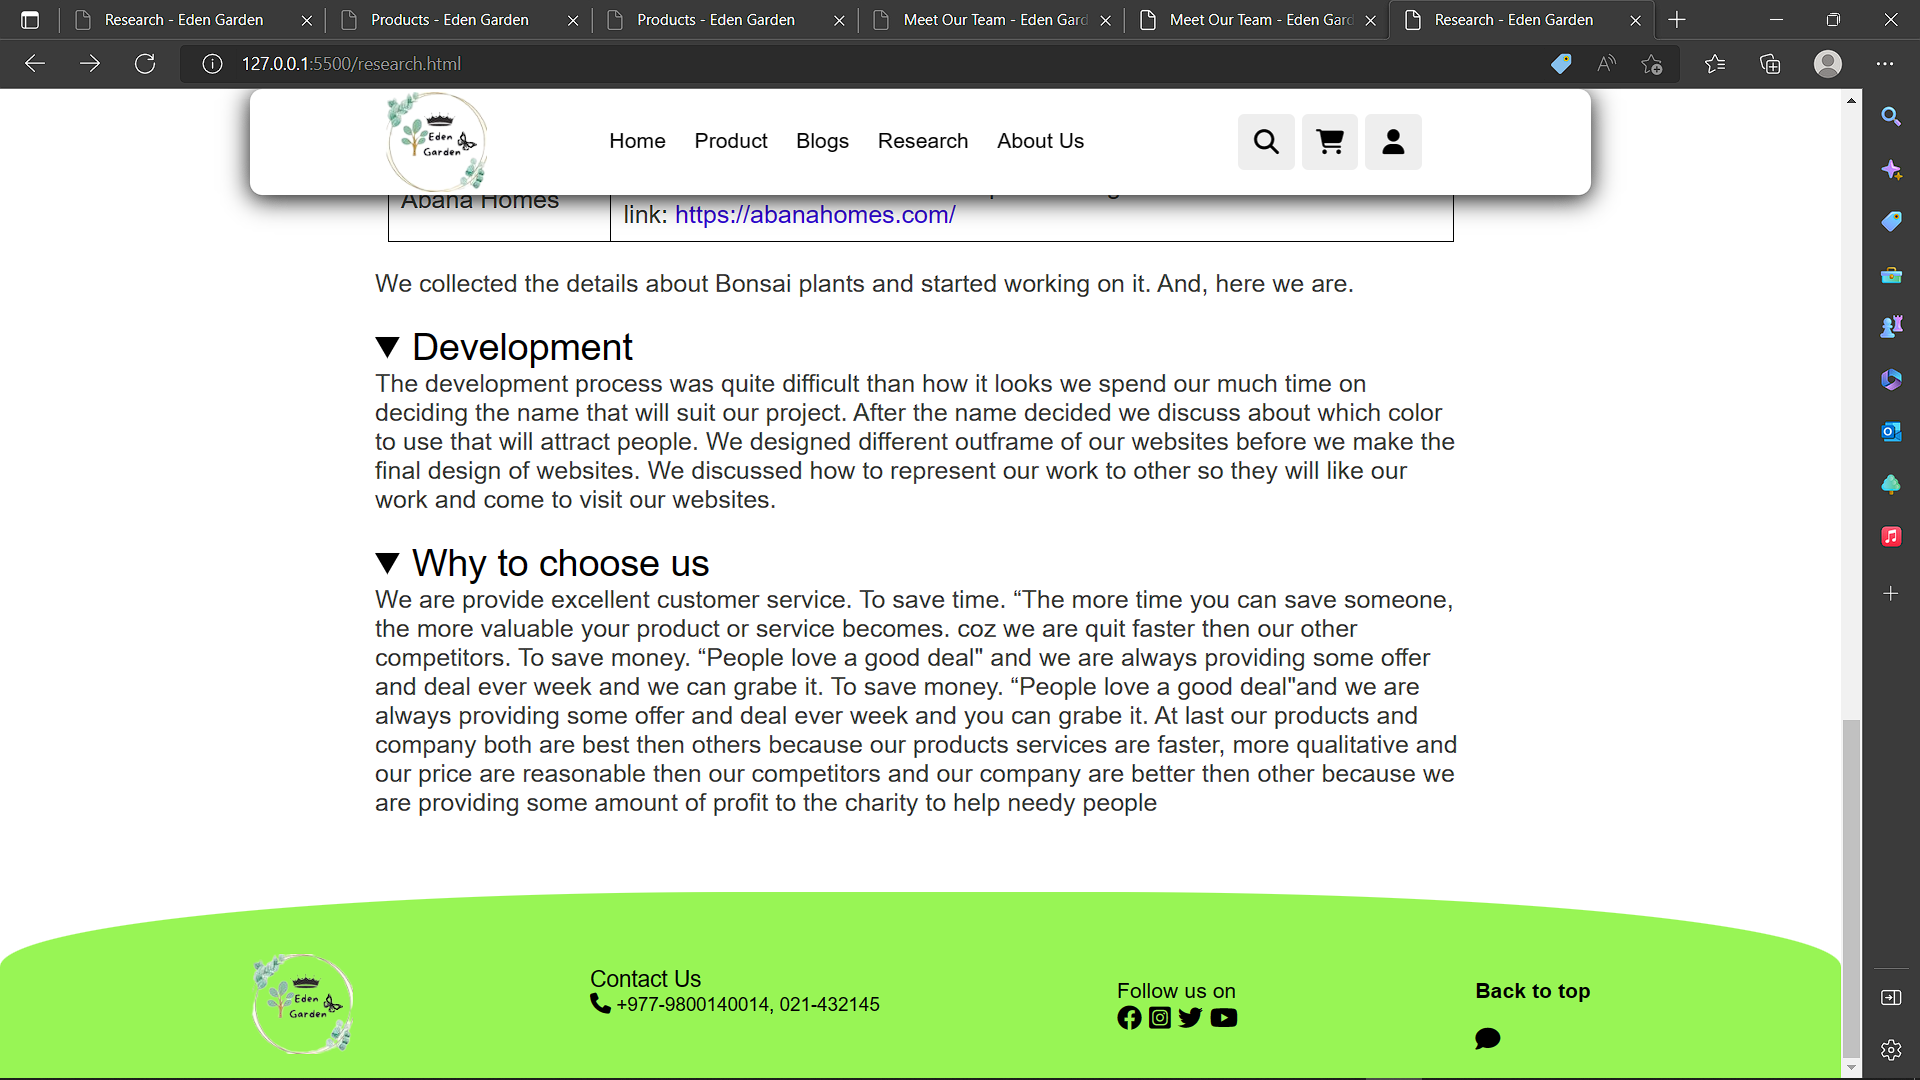 Research - Eden Garden
Products - Eden Garden
Products - Eden Garden
Meet Our Team - Eden Gard
Meet Our Team - Eden Gard
Research - Eden Garden
127.0.0.1:5500/research.html
Eden
Garden
Home Product Blogs Research About Us
Abana Homes
link: https://abanahomes.com/
We collected the details about Bonsai plants and started working on it. And, here we are.
Development
The development process was quite difficult than how it looks we spend our much time on
deciding the name that will suit our project. After the name decided we discuss about which color
to use that will attract people. We designed different outframe of our websites before we make the
final design of websites. We discussed how to represent our work to other so they will like our
work and come to visit our websites.
Why to choose us
We are provide excellent customer service. To save time. “The more time you can save someone,
the more valuable your product or service becomes. coz we are quit faster then our other
competitors. To save money. “People love a good deal" and we are always providing some offer
and deal ever week and we can grabe it. To save money. “People love a good deal"and we are
always providing some offer and deal ever week and you can grabe it. At last our products and
company both are best then others because our products services are faster, more qualitative and
our price are reasonable then our competitors and our company are better then other because we
are providing some amount of profit to the charity to help needy people
Eden
Garden
Contact Us
+977-9800140014, 021-432145
Follow us on
Back to top